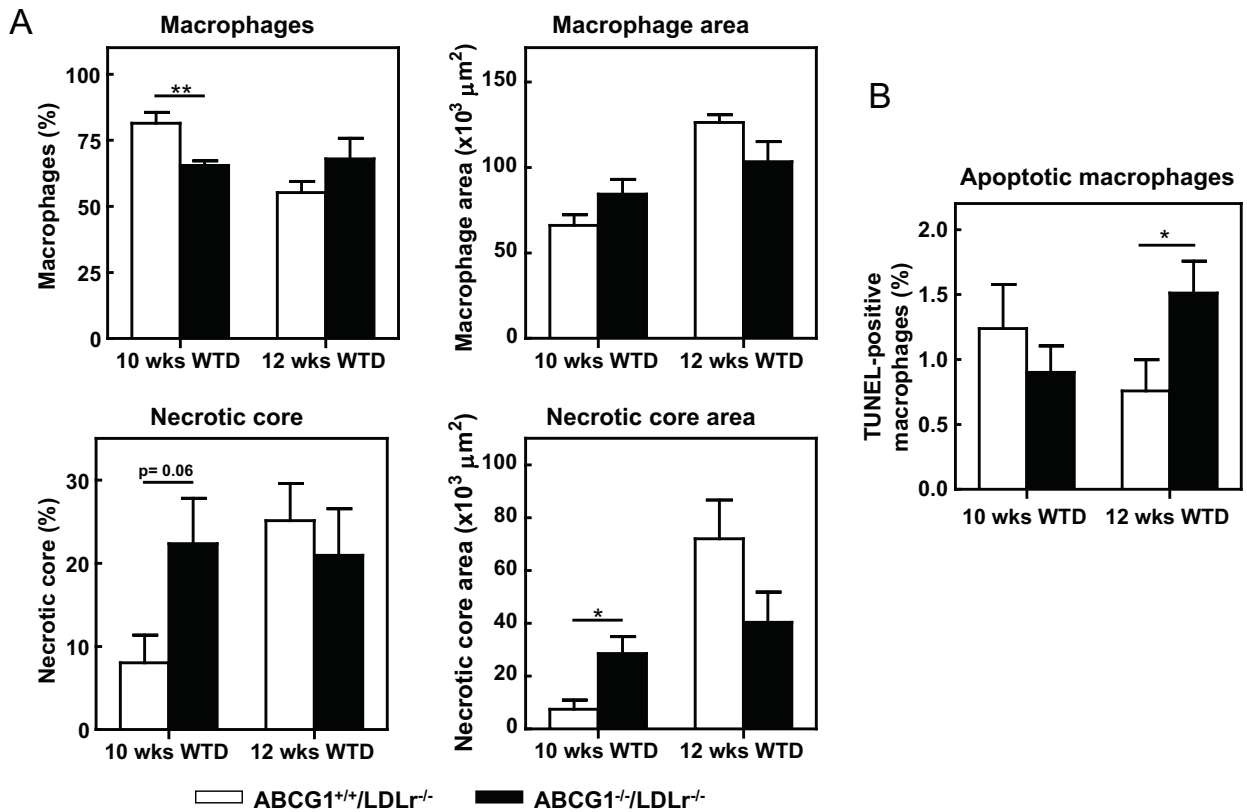 A
Macrophages
Macrophages (%)
100
75
50
25
0
**
10 wks WTD 12 wks WTD
Macrophage area
Macrophage area (x10³ μm²)
150
100
50
0
10 wks WTD 12 wks WTD
Necrotic core
Necrotic core (%)
30
20
10
0
p= 0.06
10 wks WTD 12 wks WTD
Necrotic core area
Necrotic core area (x10³ μm²)
100
80
60
40
20
0
*
10 wks WTD 12 wks WTD
B
Apoptotic macrophages
TUNEL-positive
macrophages (%)
2.0
1.5
1.0
0.5
0.0
*
10 wks WTD 12 wks WTD
ABCG1⁺/⁺/LDLr⁻/⁻ ABCG1⁻/⁻/LDLr⁻/⁻